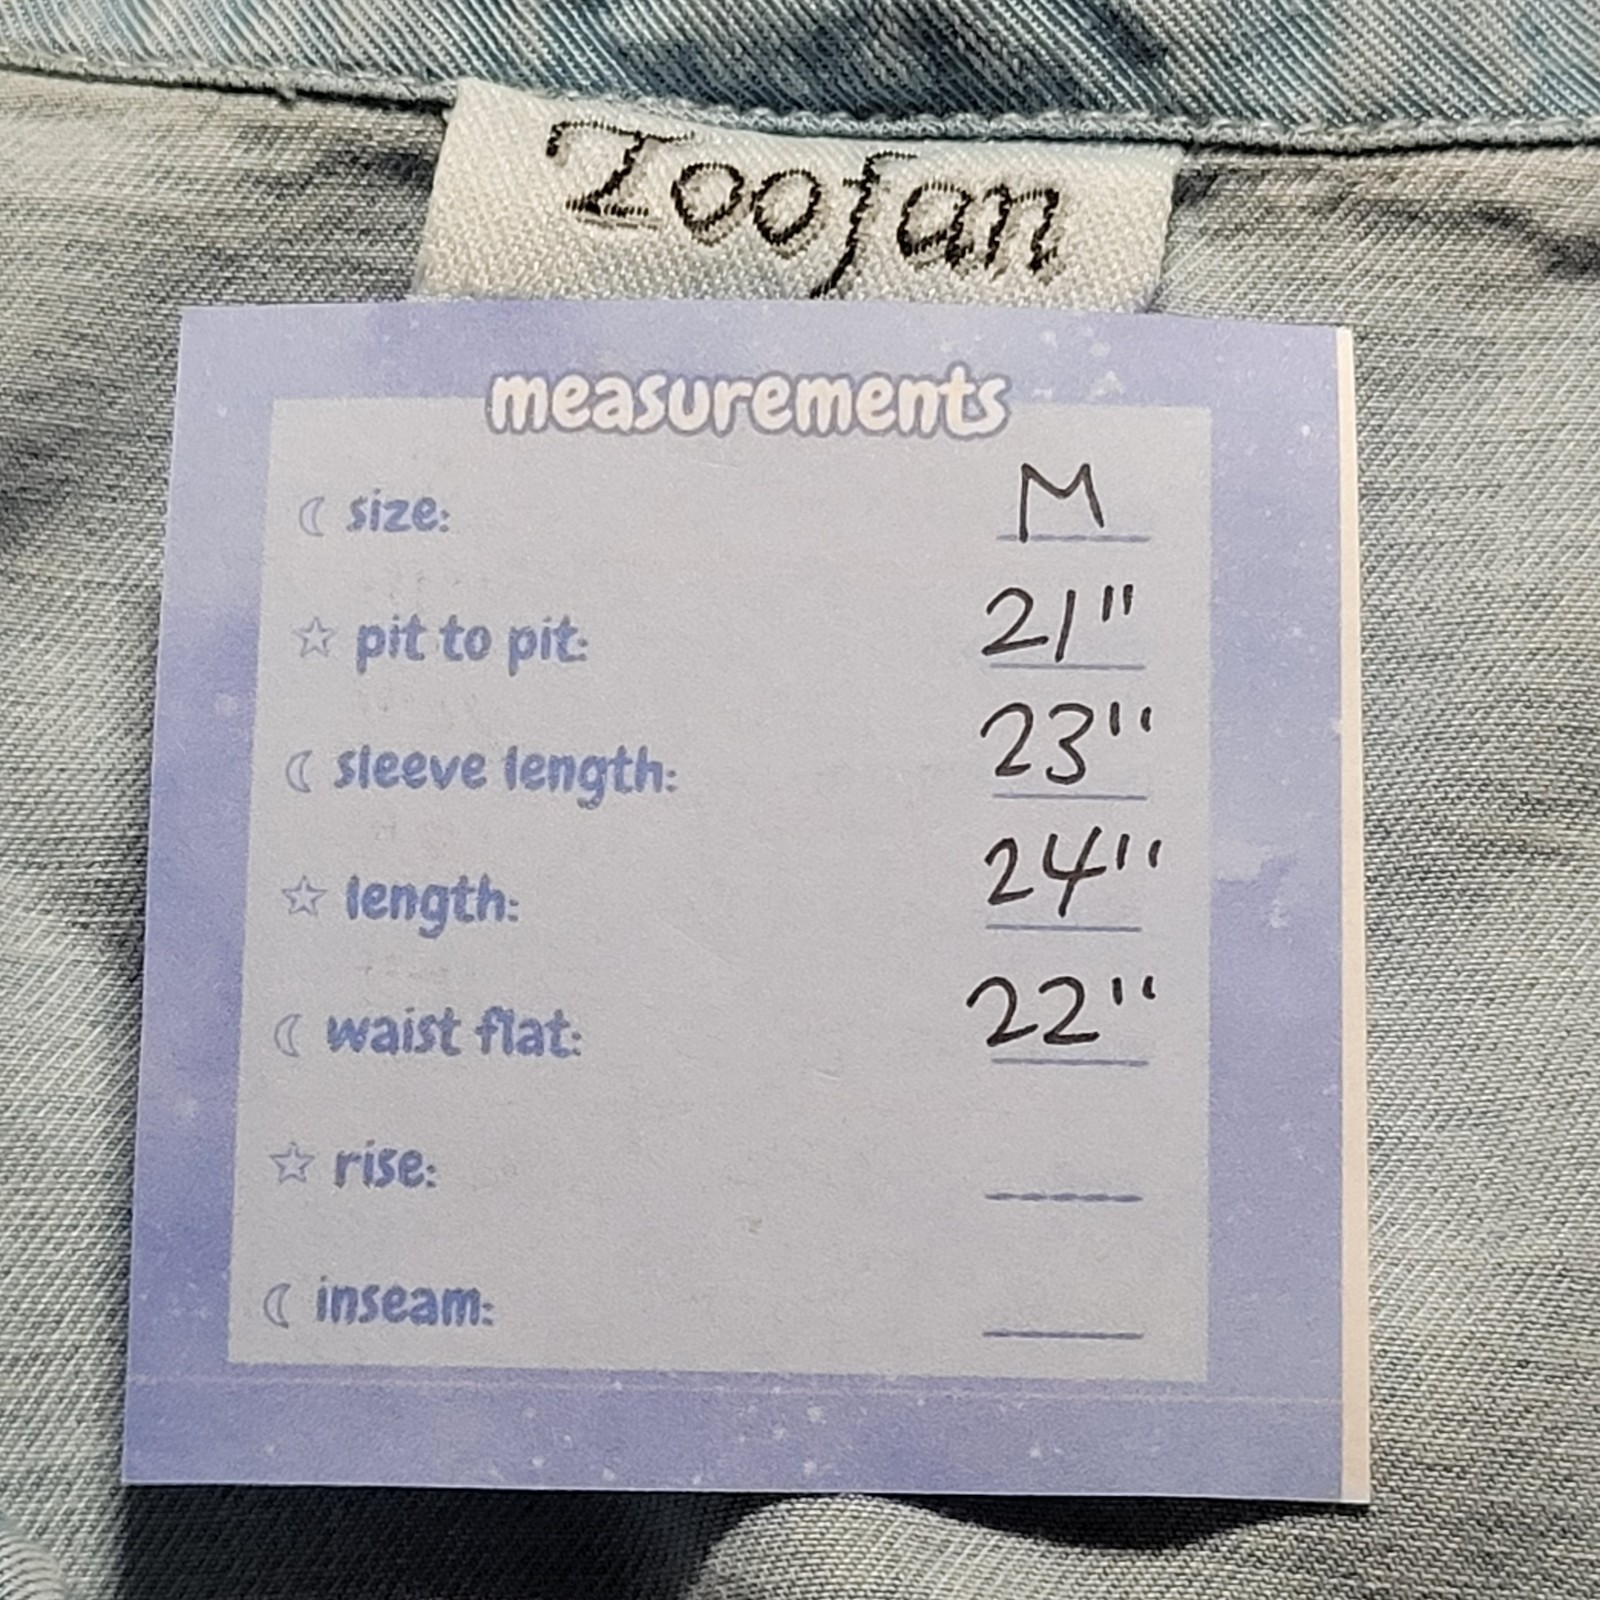 Zoofan
measurements
size: M
pit to pit: 21"
sleeve length: 23"
length: 24"
waist flat: 22"
rise:
inseam: